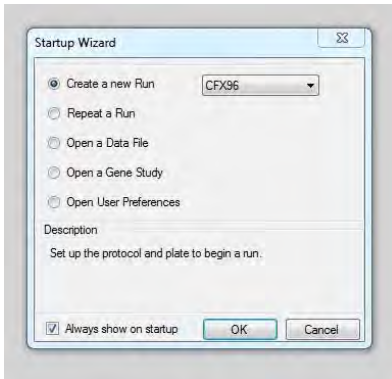 Startup Wizard
Create a new Run CFX96
Repeat a Run
Open a Data File
Open a Gene Study
Open User Preferences
Description
Set up the protocol and plate to begin a run.
Always show on startup OK Cancel